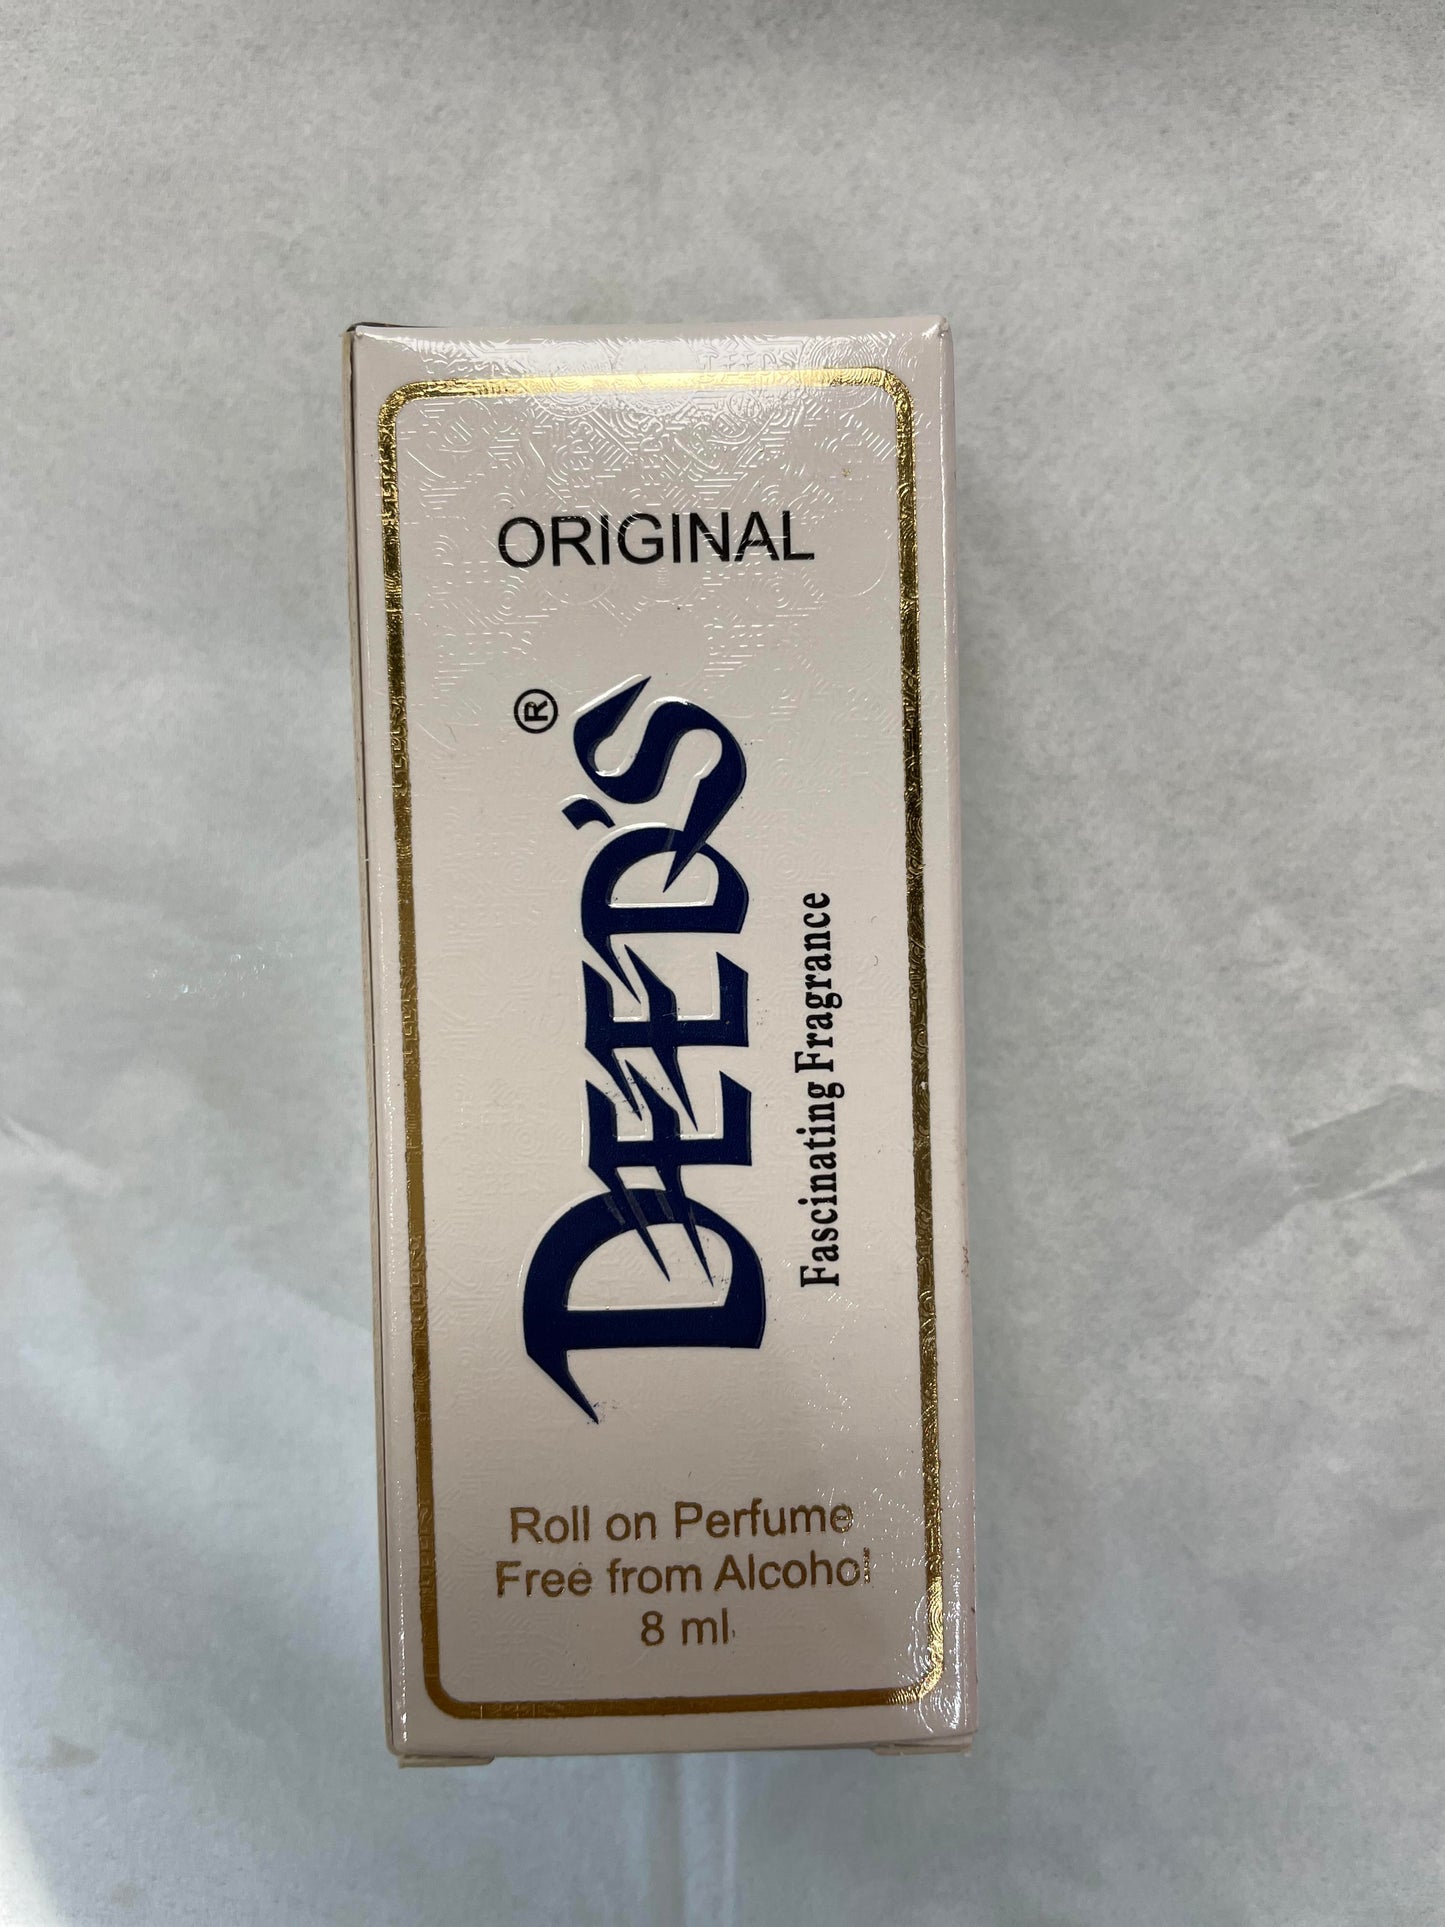 ORIGINAL
DEED'S®
Fascinating Fragrance
Roll on Perfume
Free from Alcohol
8 ml